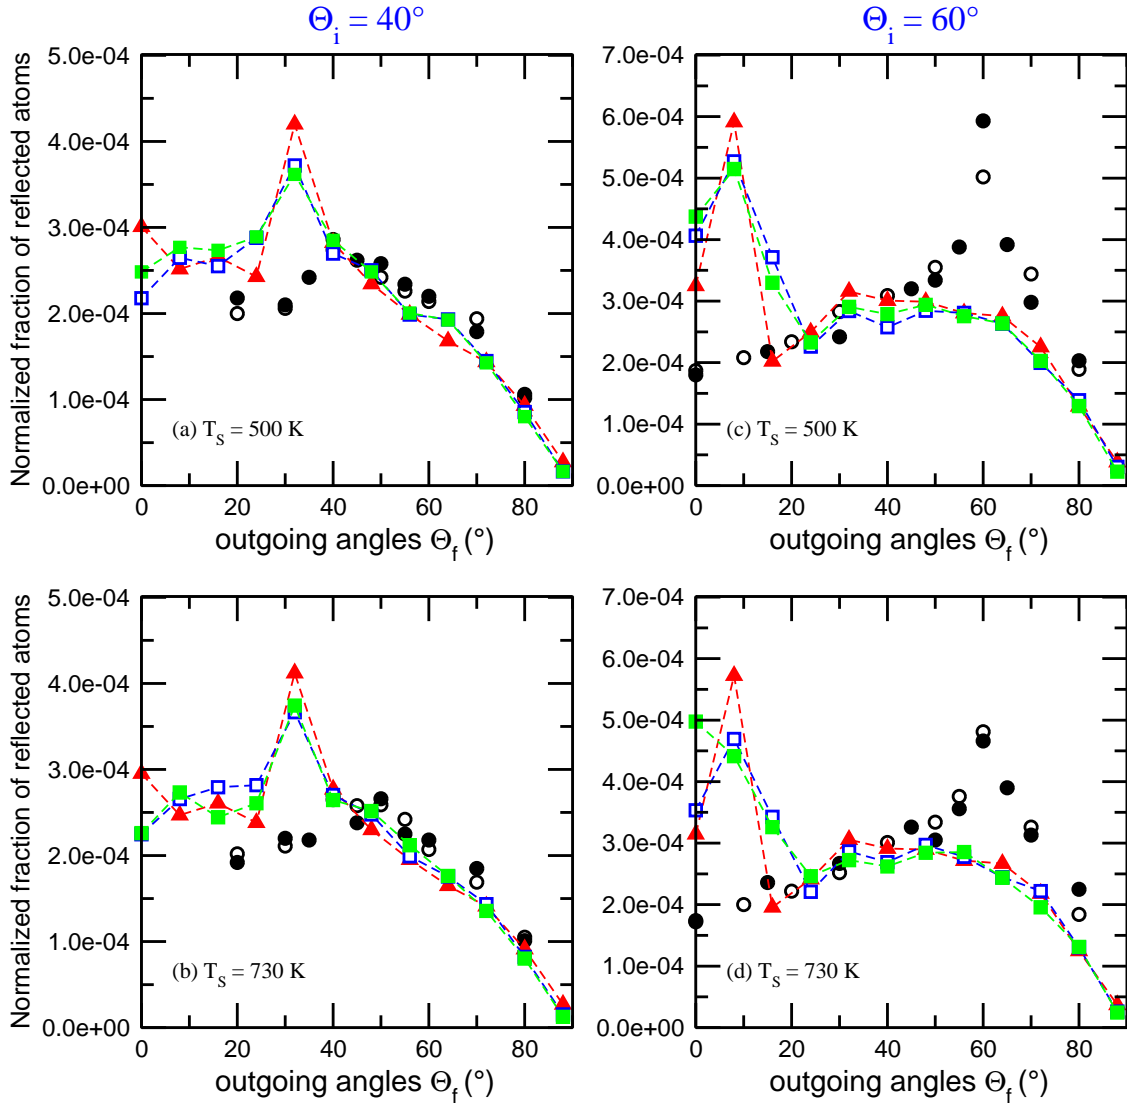 Θi = 40°
Θi = 60°
Normalized fraction of reflected atoms
5.0e-04
4.0e-04
3.0e-04
2.0e-04
1.0e-04
0.0e+00
(a) TS = 500 K
0 20 40 60 80
outgoing angles Θf (°)
7.0e-04
6.0e-04
5.0e-04
4.0e-04
3.0e-04
2.0e-04
1.0e-04
0.0e+00
(c) TS = 500 K
0 20 40 60 80
outgoing angles Θf (°)
Normalized fraction of reflected atoms
5.0e-04
4.0e-04
3.0e-04
2.0e-04
1.0e-04
0.0e+00
(b) TS = 730 K
0 20 40 60 80
outgoing angles Θf (°)
7.0e-04
6.0e-04
5.0e-04
4.0e-04
3.0e-04
2.0e-04
1.0e-04
0.0e+00
(d) TS = 730 K
0 20 40 60 80
outgoing angles Θf (°)